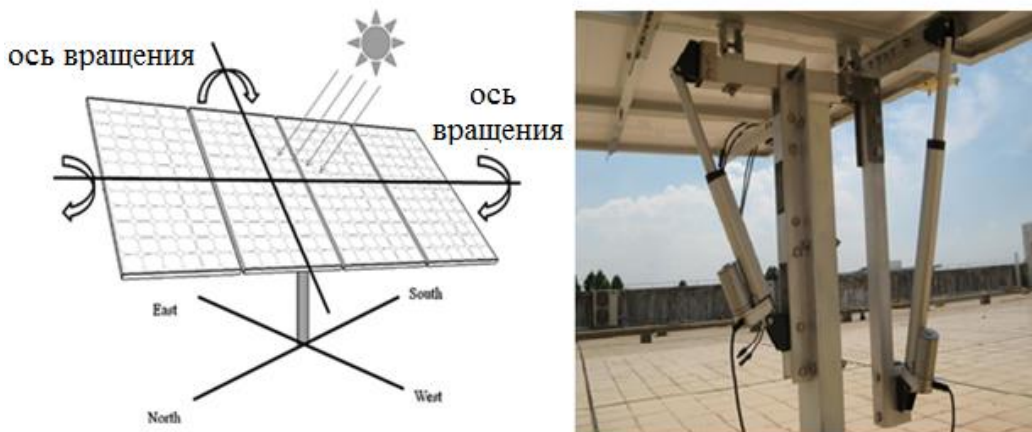 ось вращения
ось
вращения
East
South
North
West